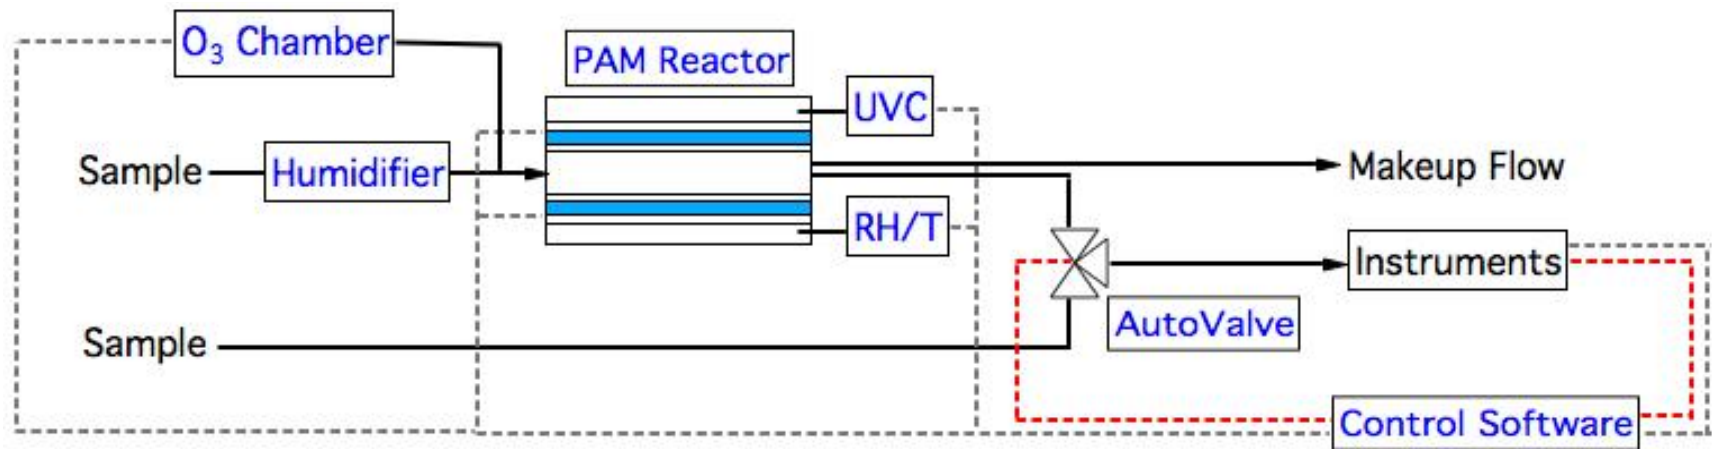 O₃ Chamber
PAM Reactor
UVC
Sample
Humidifier
Makeup Flow
RH/T
Instruments
AutoValve
Sample
Control Software